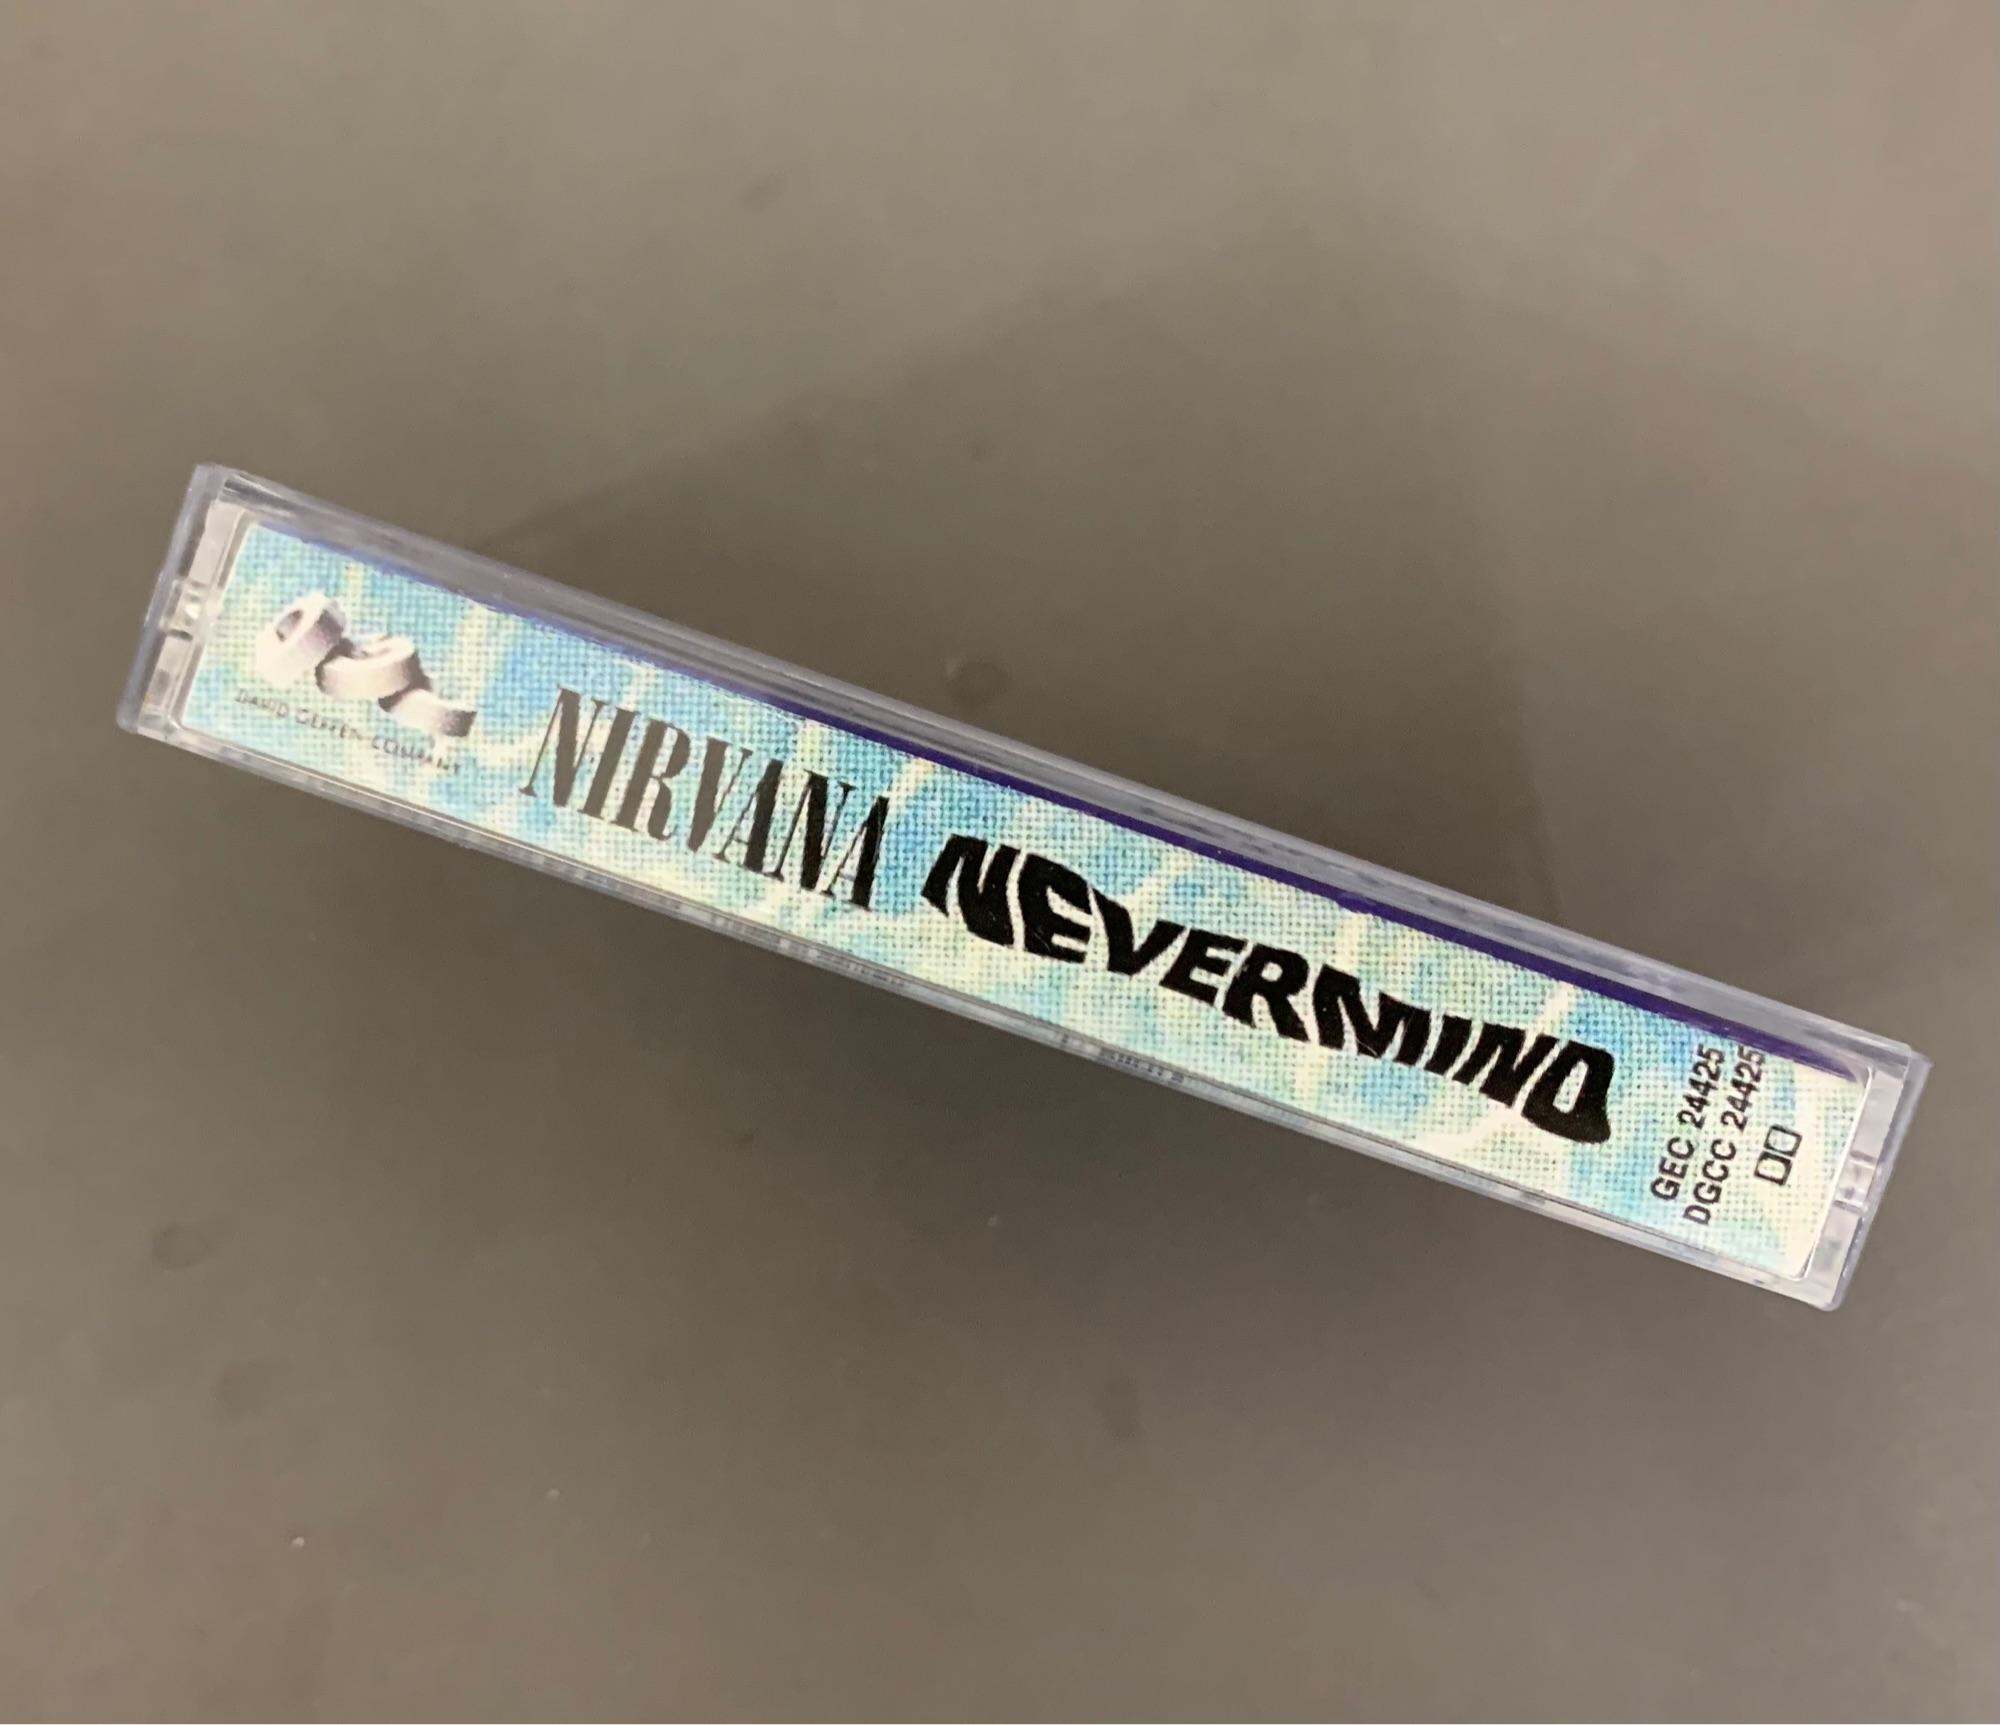 DAVID GEFFEN COMPANY
NIRVANA NEVERMIND
GEC 24425
DGCC 24425